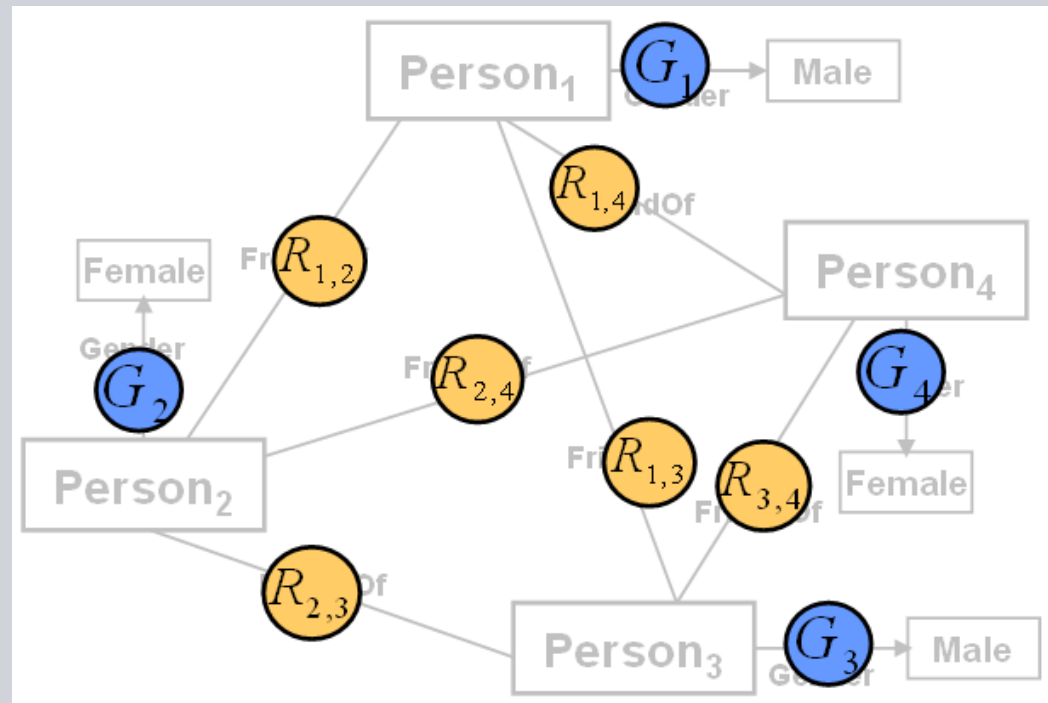 Person1
G1
Male
R1,4
Person4
Female
R1,2
Gender
G2
R2,4
G4
Person2
R1,3
R3,4
Female
R2,3
Person3
G3
Male